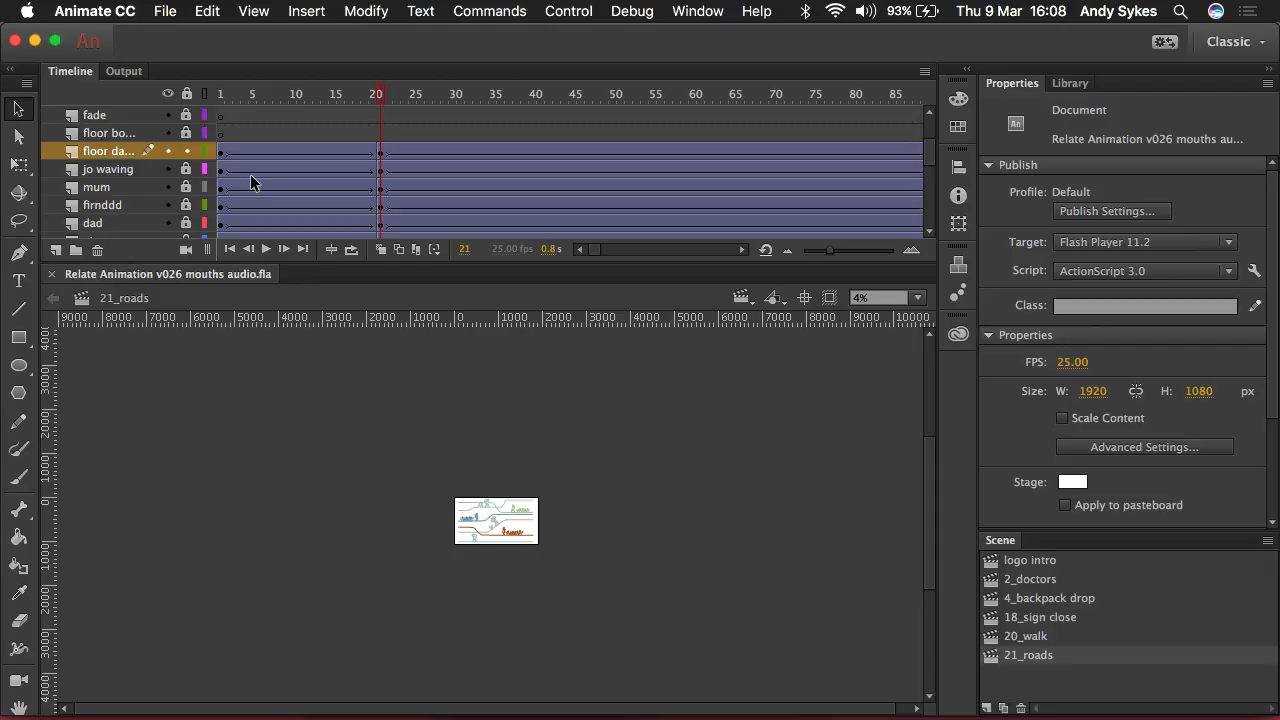 Animate CC File Edit View Insert Modify Text Commands Control Debug Window Help 93% Thu 9 Mar 16:08 Andy Sykes
An Classic
Timeline Output
Properties Library
1 5 10 15 20 25 30 35 40 45 50 55 60 65 70 75 80 85
fade
floor bo...
floor da...
jo waving
mum
firnddd
dad
21 25.00 fps 0.8 s
Relate Animation v026 mouths audio.fla
21_roads
4%
9000 8000 7000 6000 5000 4000 3000 2000 1000 0 1000 2000 3000 4000 5000 6000 7000 8000 9000 10000
Document
An
Relate Animation v026 mouths au...
Publish
Profile: Default
Publish Settings...
Target: Flash Player 11.2
Script: ActionScript 3.0
Class:
Properties
FPS: 25.00
Size: W: 1920 H: 1080 px
Scale Content
Advanced Settings...
Stage:
Apply to pasteboard
Scene
logo intro
2_doctors
4_backpack drop
18_sign close
20_walk
21_roads